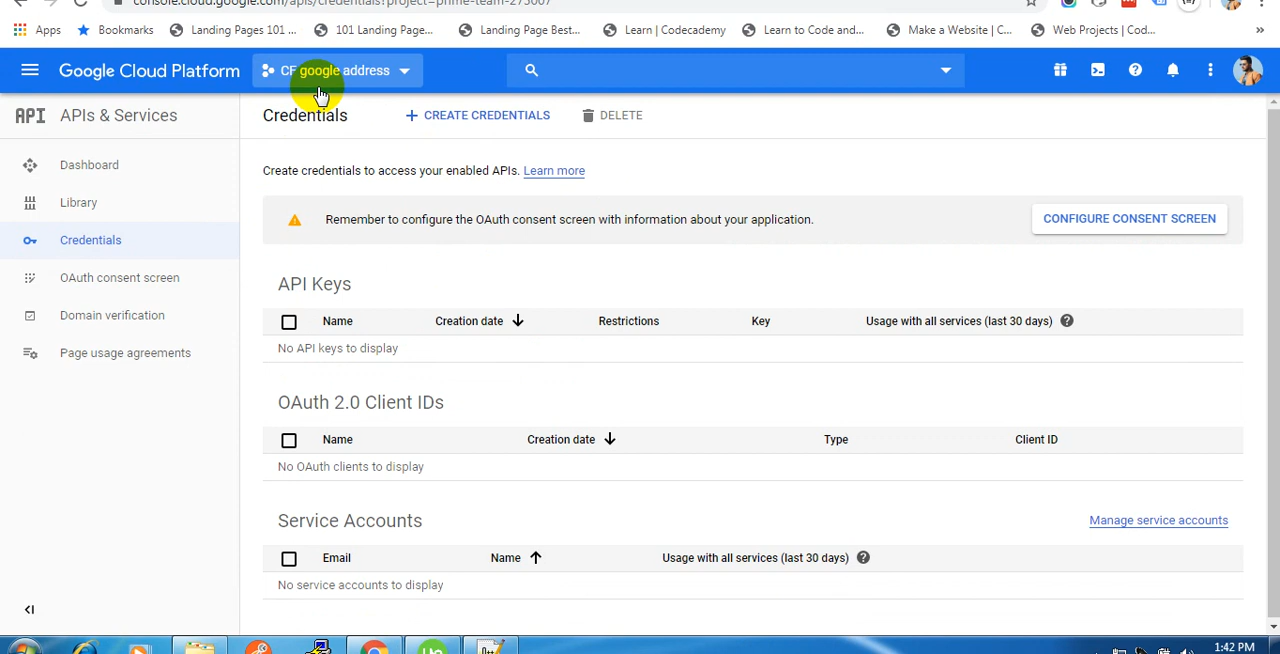 console.cloud.google.com/apis/credentials?project=prime-team-275007
Apps Bookmarks Landing Pages 101 ... 101 Landing Page... Landing Page Best... Learn | Codecademy Learn to Code and... Make a Website | C... Web Projects | Cod... »
Google Cloud Platform CF google address
API APIs & Services
Credentials + CREATE CREDENTIALS DELETE
Dashboard
Library
Credentials
OAuth consent screen
Domain verification
Page usage agreements
Create credentials to access your enabled APIs. Learn more
Remember to configure the OAuth consent screen with information about your application. CONFIGURE CONSENT SCREEN
API Keys
Name Creation date Restrictions Key Usage with all services (last 30 days)
No API keys to display
OAuth 2.0 Client IDs
Name Creation date Type Client ID
No OAuth clients to display
Service Accounts Manage service accounts
Email Name Usage with all services (last 30 days)
No service accounts to display
1:42 PM